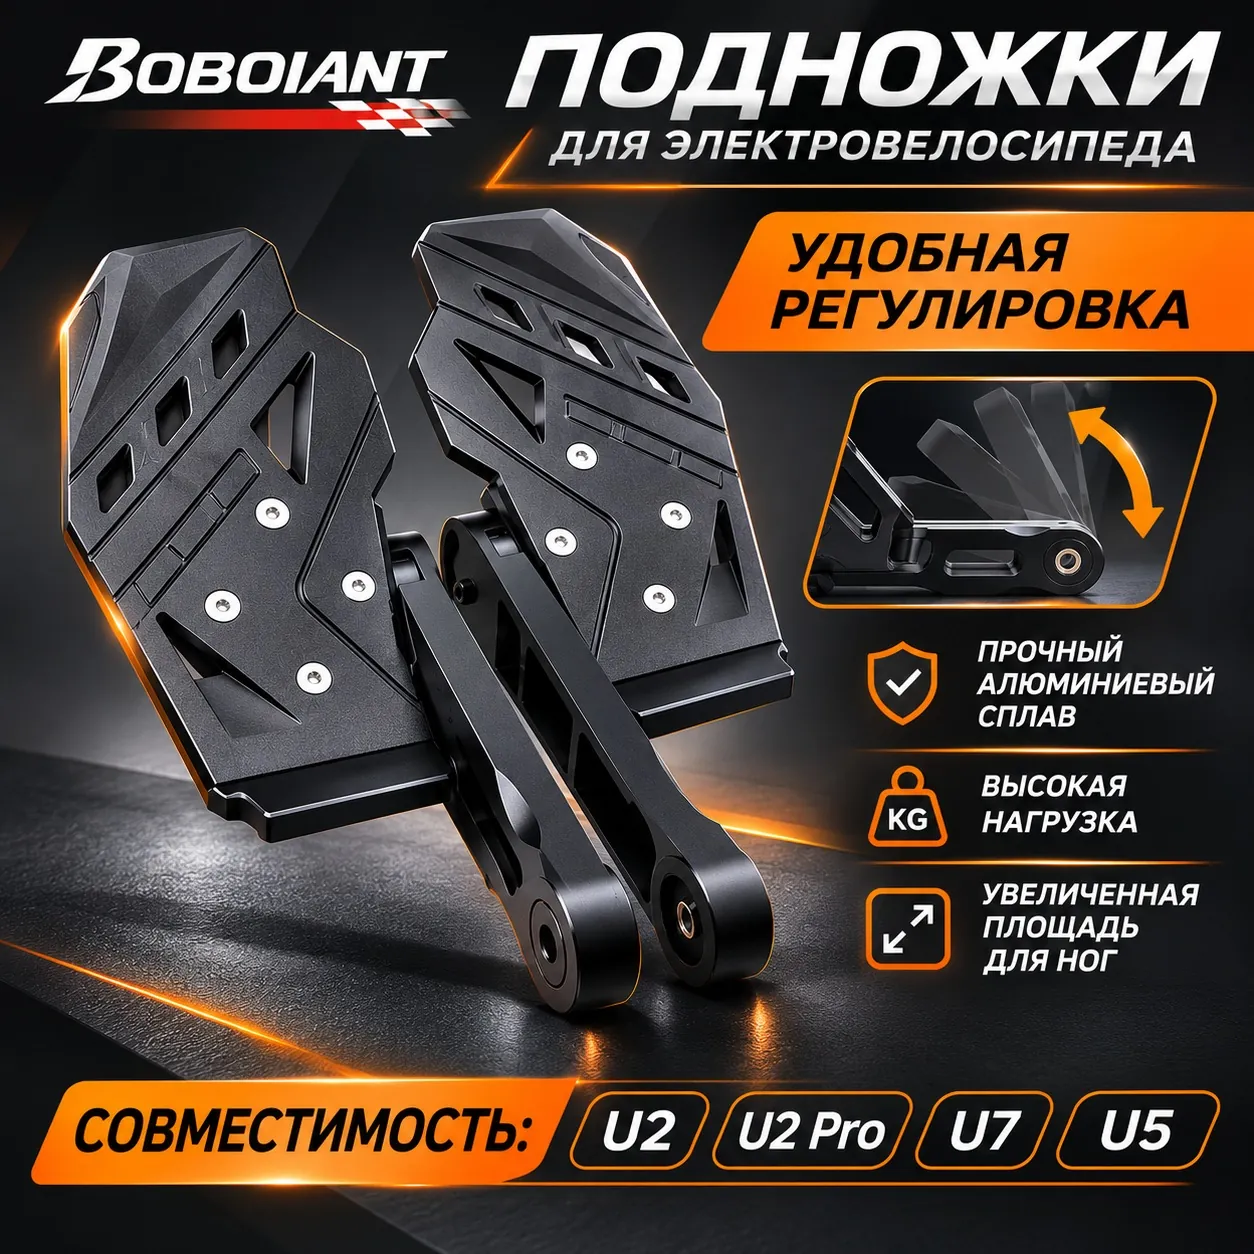 BOBOIANT
ПОДНОЖКИ
ДЛЯ ЭЛЕКТРОВЕЛОСИПЕДА
УДОБНАЯ
РЕГУЛИРОВКА
ПРОЧНЫЙ
АЛЮМИНИЕВЫЙ
СПЛАВ
KG
ВЫСОКАЯ
НАГРУЗКА
УВЕЛИЧЕННАЯ
ПЛОЩАДЬ
ДЛЯ НОГ
СОВМЕСТИМОСТЬ:
U2
U2 Pro
U7
U5